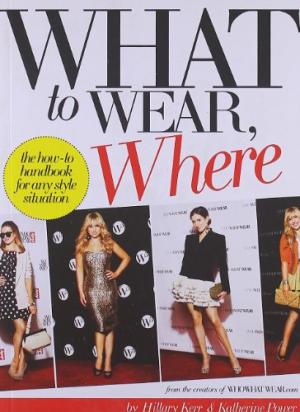 WHAT
to WEAR,
Where
the how-to
handbook
for any style
situation
from the creators of WHOWHATWEAR.com
by Hillary Kerr & Katherine Power